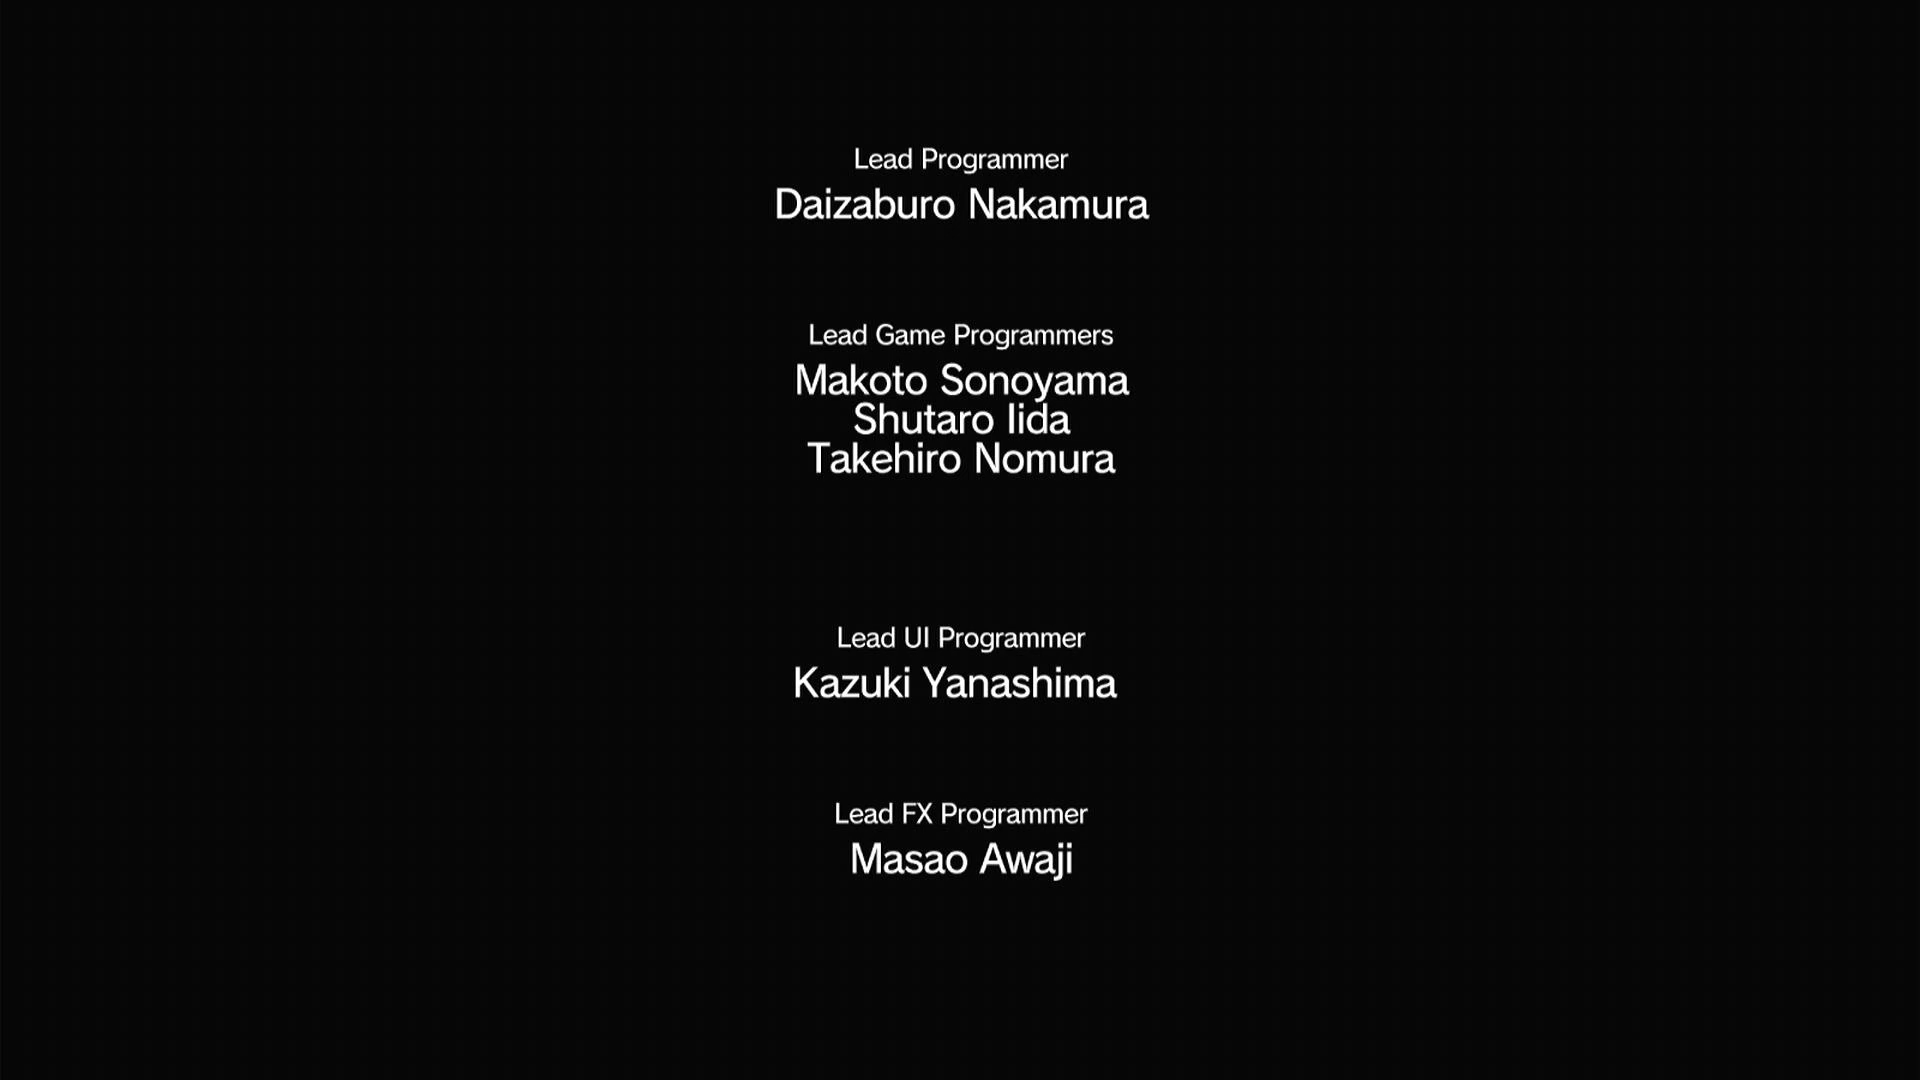 Lead Programmer
Daizaburo Nakamura
Lead Game Programmers
Makoto Sonoyama
Shutaro Iida
Takehiro Nomura
Lead UI Programmer
Kazuki Yanashima
Lead FX Programmer
Masao Awaji